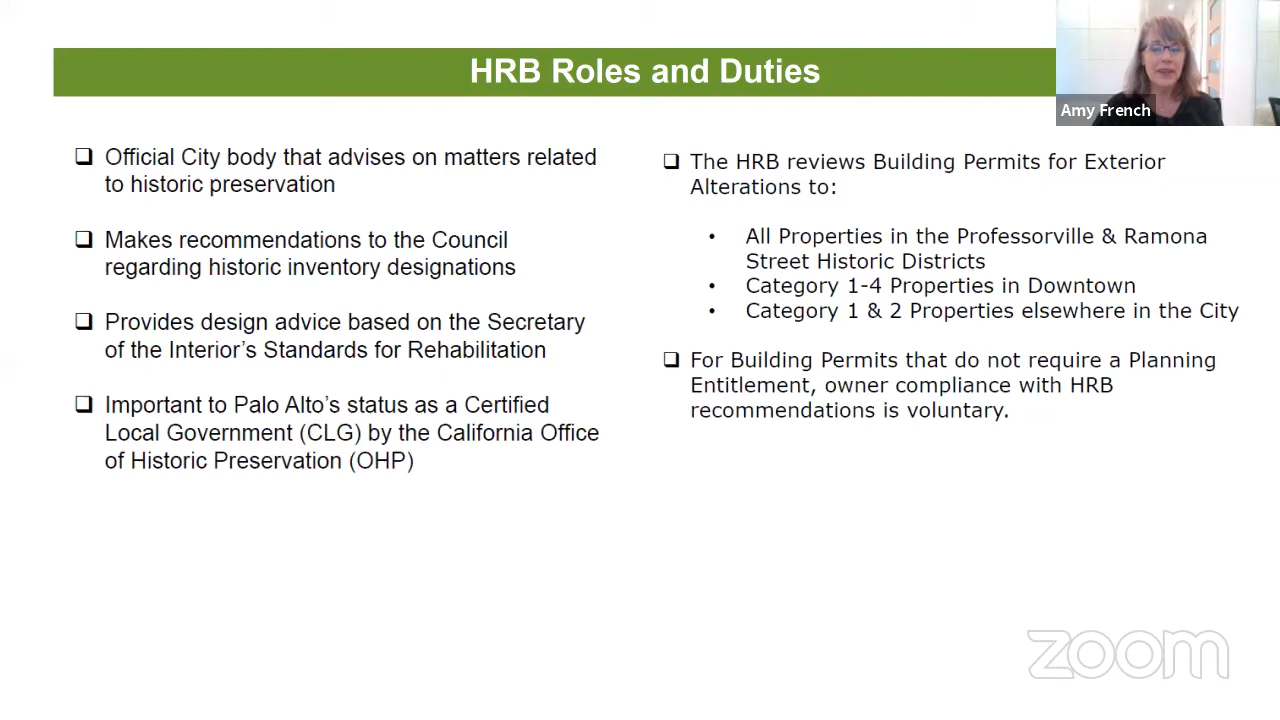 HRB Roles and Duties
Amy French
❑ Official City body that advises on matters related
to historic preservation
❑ Makes recommendations to the Council
regarding historic inventory designations
❑ Provides design advice based on the Secretary
of the Interior's Standards for Rehabilitation
❑ Important to Palo Alto's status as a Certified
Local Government (CLG) by the California Office
of Historic Preservation (OHP)
❑ The HRB reviews Building Permits for Exterior
Alterations to:
• All Properties in the Professorville & Ramona
Street Historic Districts
• Category 1-4 Properties in Downtown
• Category 1 & 2 Properties elsewhere in the City
❑ For Building Permits that do not require a Planning
Entitlement, owner compliance with HRB
recommendations is voluntary.
zoom